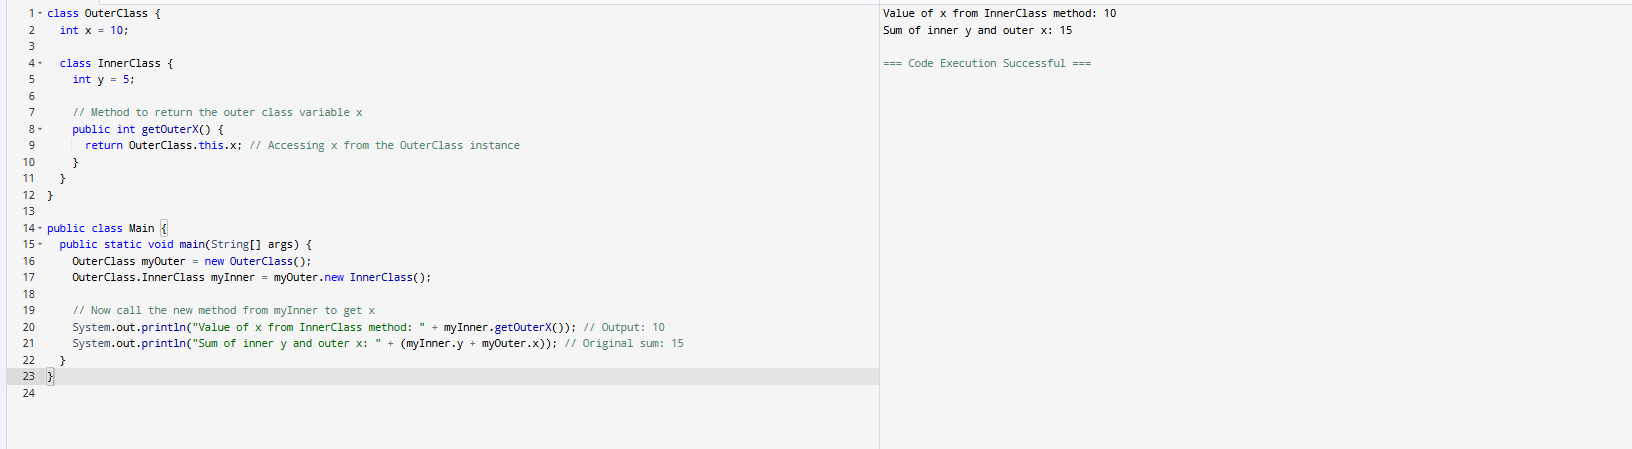 1 class OuterClass {
2 int x = 10;
3
4 class InnerClass {
5 int y = 5;
6
7 // Method to return the outer class variable x
8 public int getOuterX() {
9 return OuterClass.this.x; // Accessing x from the OuterClass instance
10 }
11 }
12 }
13
14 public class Main {
15 public static void main(String[] args) {
16 OuterClass myOuter = new OuterClass();
17 OuterClass.InnerClass myInner = myOuter.new InnerClass();
18
19 // Now call the new method from myInner to get x
20 System.out.println("Value of x from InnerClass method: " + myInner.getOuterX()); // Output: 10
21 System.out.println("Sum of inner y and outer x: " + (myInner.y + myOuter.x)); // Original sum: 15
22 }
23 }
24
Value of x from InnerClass method: 10
Sum of inner y and outer x: 15
=== Code Execution Successful ===